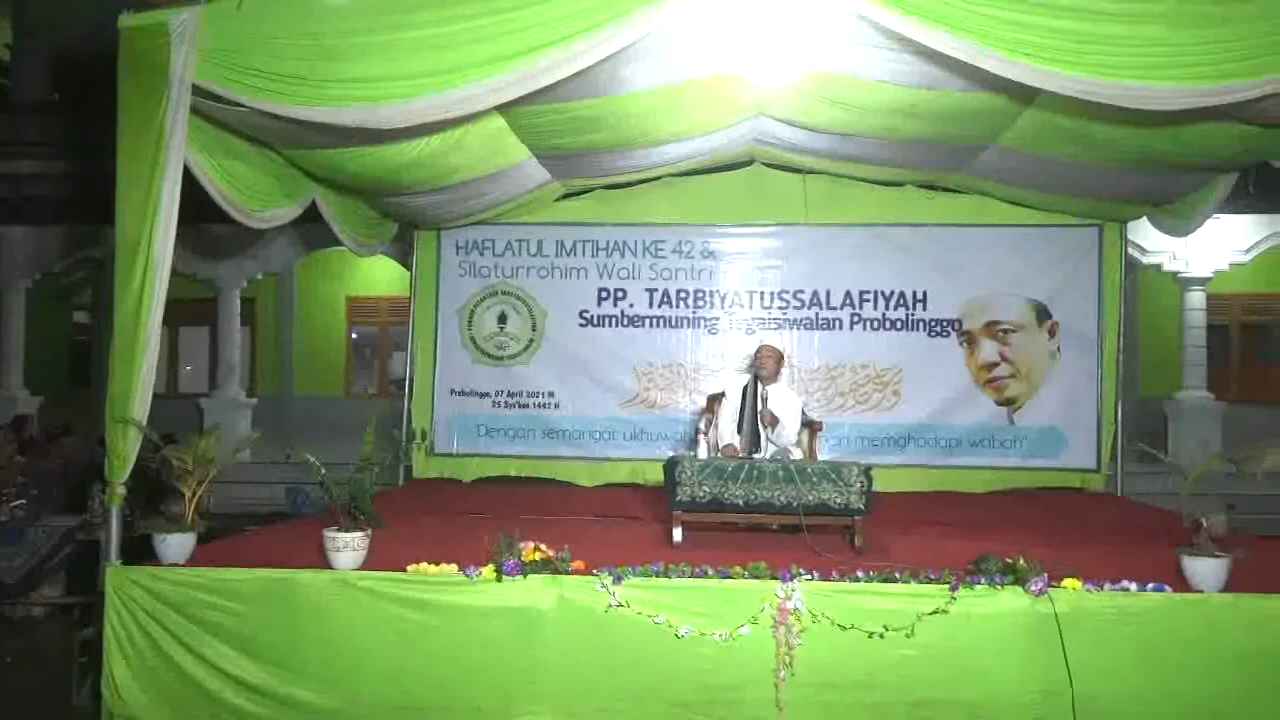 HAFLATUL IMTIHAN KE 42 &
Silaturrohim Wali Santri
PP. TARBIYATUSSALAFIYAH
Sumbermuning Tegalsiwalan Probolinggo
Probolinggo, 07 April 2021 M
25 Sya'ban 1442 H
"Dengan semangat ukhuwah memghadapi wabah"